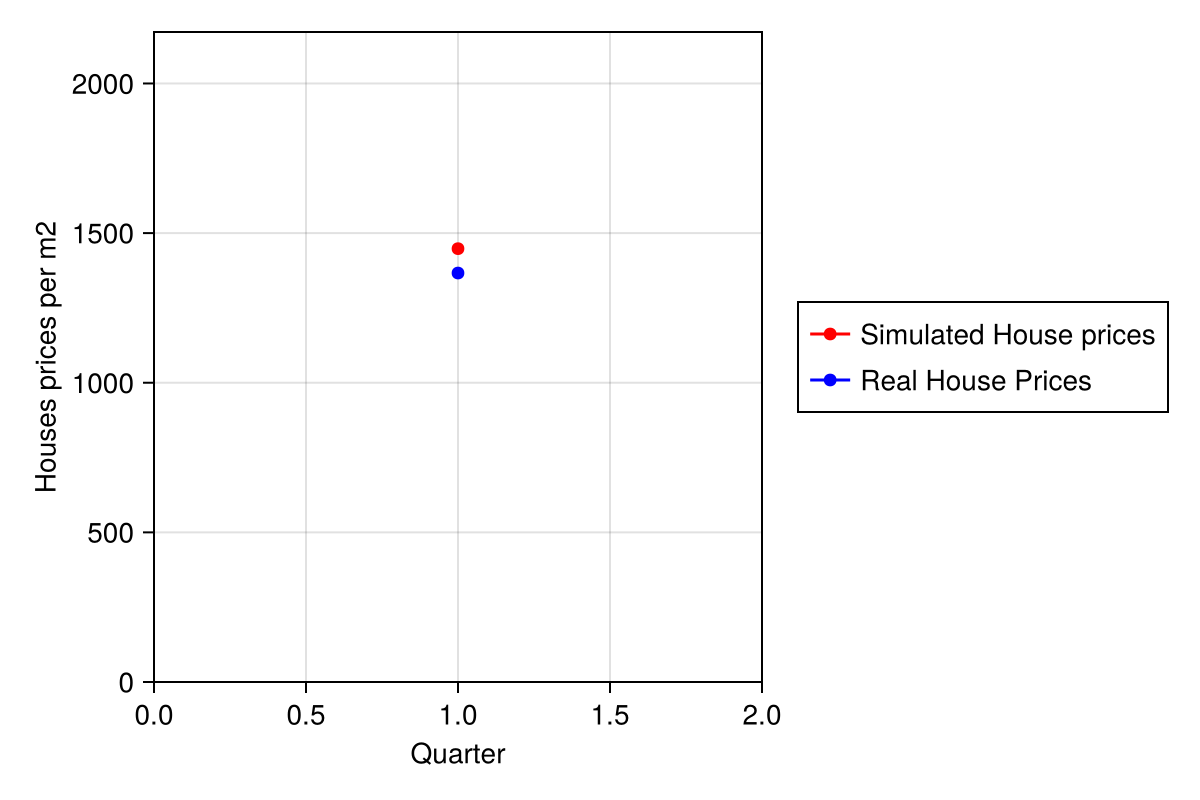 2000
1500
1000
500
0
Houses prices per m2
0.0 0.5 1.0 1.5 2.0
Quarter
Simulated House prices
Real House Prices